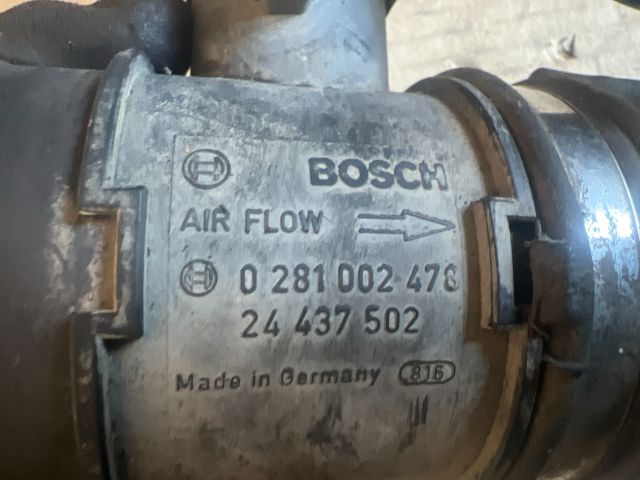 BOSCH
AIR FLOW
0 281 002 478
24 437 502
Made in Germany 816